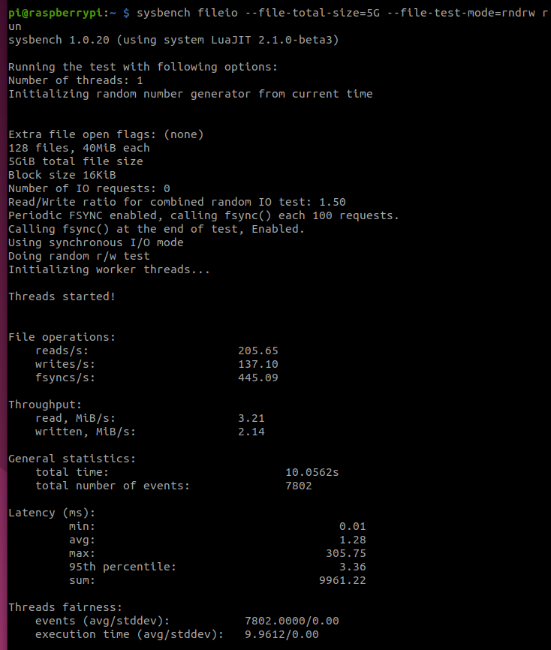 pi@raspberrypi:~ $ sysbench fileio --file-total-size=5G --file-test-mode=rndrw r
un
sysbench 1.0.20 (using system LuaJIT 2.1.0-beta3)
Running the test with following options:
Number of threads: 1
Initializing random number generator from current time
Extra file open flags: (none)
128 files, 40MiB each
5GiB total file size
Block size 16KiB
Number of IO requests: 0
Read/Write ratio for combined random IO test: 1.50
Periodic FSYNC enabled, calling fsync() each 100 requests.
Calling fsync() at the end of test, Enabled.
Using synchronous I/O mode
Doing random r/w test
Initializing worker threads...
Threads started!
File operations:
reads/s: 205.65
writes/s: 137.10
fsyncs/s: 445.09
Throughput:
read, MiB/s: 3.21
written, MiB/s: 2.14
General statistics:
total time: 10.0562s
total number of events: 7802
Latency (ms):
min: 0.01
avg: 1.28
max: 305.75
95th percentile: 3.36
sum: 9961.22
Threads fairness:
events (avg/stddev): 7802.0000/0.00
execution time (avg/stddev): 9.9612/0.00